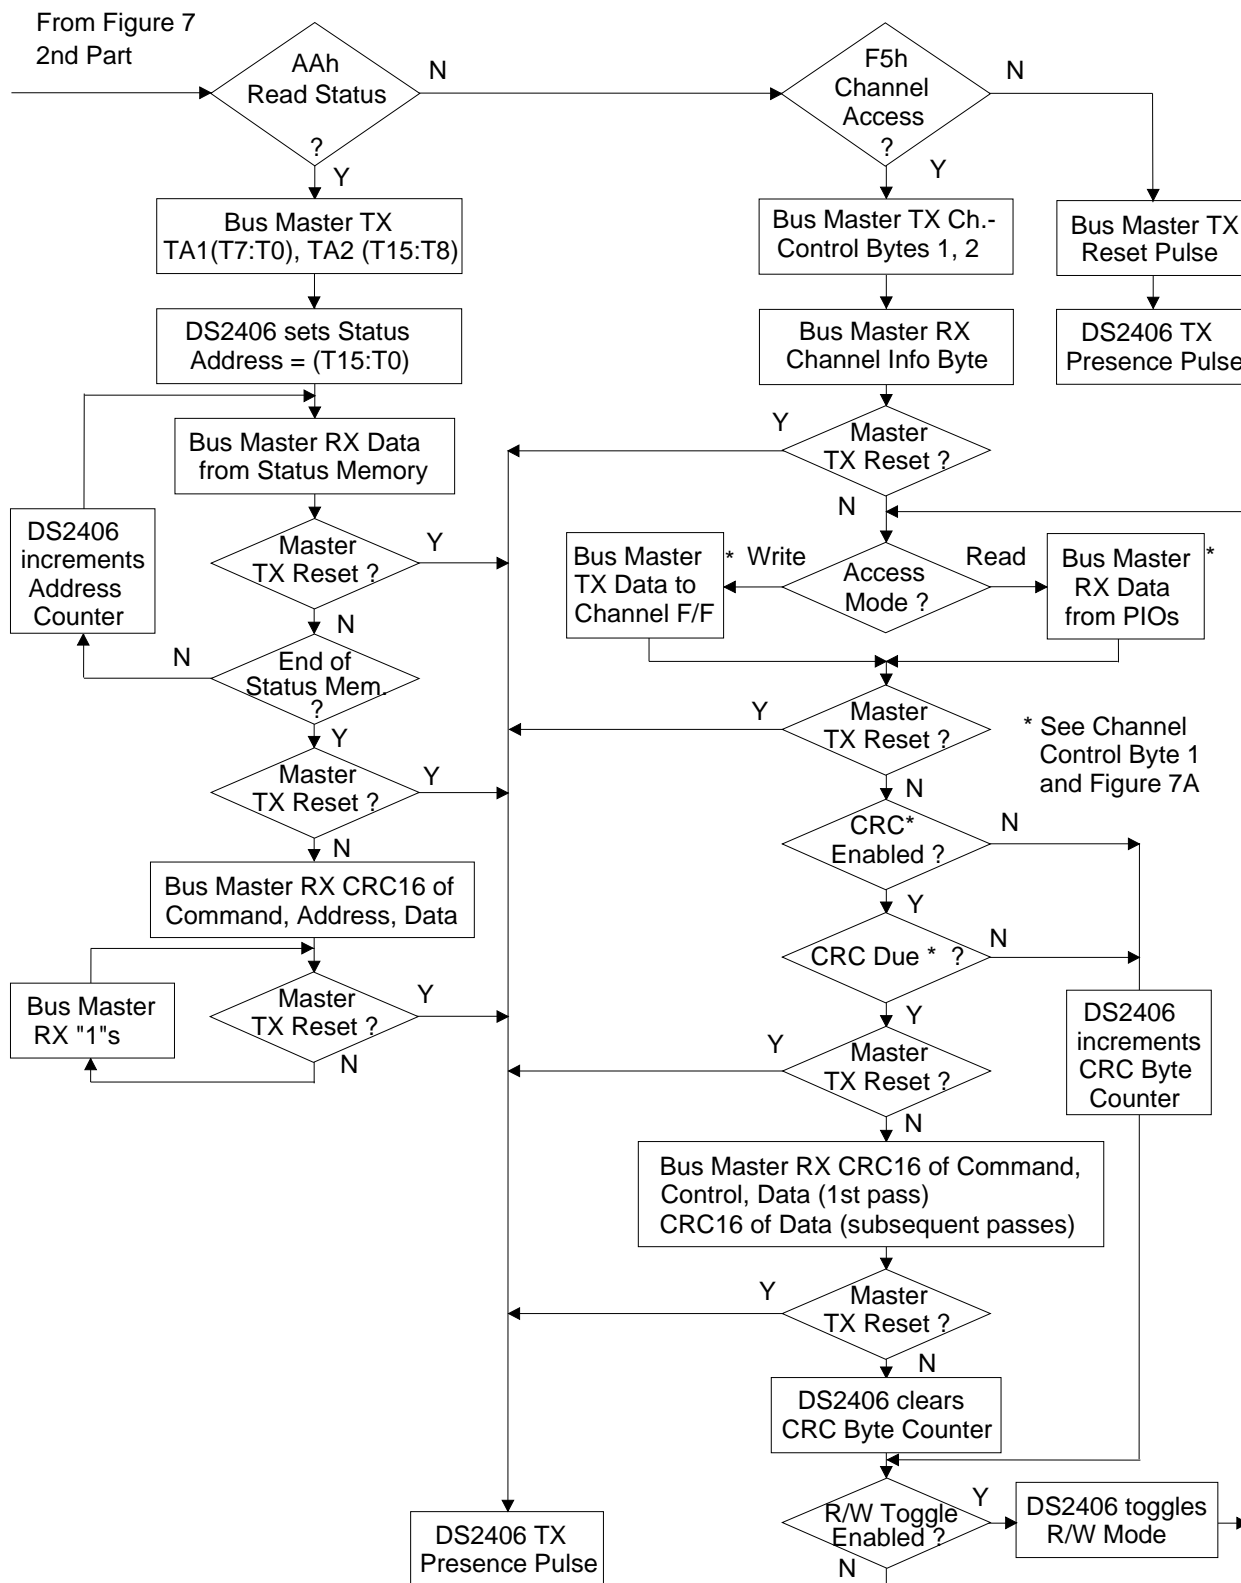 From Figure 7
2nd Part
AAh
Read Status
?
N
Y
F5h
Channel
Access
?
N
Y
Bus Master TX
TA1(T7:T0), TA2 (T15:T8)
Bus Master TX Ch.-
Control Bytes 1, 2
Bus Master TX
Reset Pulse
DS2406 sets Status
Address = (T15:T0)
Bus Master RX
Channel Info Byte
DS2406 TX
Presence Pulse
Bus Master RX Data
from Status Memory
Y
Master
TX Reset ?
N
DS2406
increments
Address
Counter
Master
TX Reset ?
Y
N
Bus Master
TX Data to
Channel F/F
*
Write
Access
Mode ?
Read
Bus Master
RX Data
from PIOs
*
N
End of
Status Mem.
?
Y
Y
Master
TX Reset ?
N
* See Channel
Control Byte 1
and Figure 7A
Master
TX Reset ?
Y
N
CRC*
Enabled ?
N
Y
Bus Master RX CRC16 of
Command, Address, Data
CRC Due * ?
N
Y
Bus Master
RX "1"s
Master
TX Reset ?
Y
N
Y
Master
TX Reset ?
N
DS2406
increments
CRC Byte
Counter
Bus Master RX CRC16 of Command,
Control, Data (1st pass)
CRC16 of Data (subsequent passes)
Y
Master
TX Reset ?
N
DS2406 clears
CRC Byte Counter
DS2406 TX
Presence Pulse
R/W Toggle
Enabled ?
Y
N
DS2406 toggles
R/W Mode